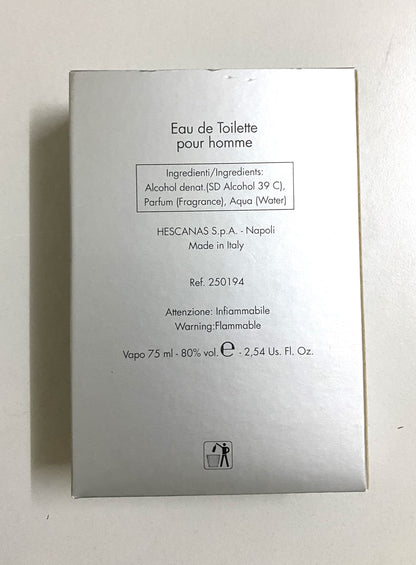 Eau de Toilette
pour homme
Ingredienti/Ingredients:
Alcohol denat.(SD Alcohol 39 C),
Parfum (Fragrance), Aqua (Water)
HESCANAS S.p.A. - Napoli
Made in Italy
Ref. 250194
Attenzione: Infiammabile
Warning:Flammable
Vapo 75 ml - 80% vol. ℮ - 2,54 Us. Fl. Oz.